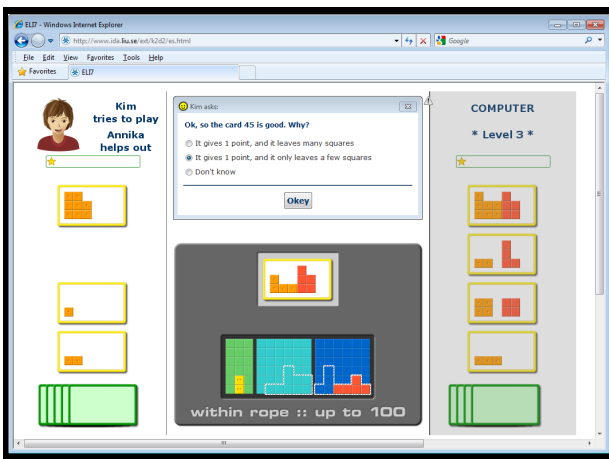 ELI7 - Windows Internet Explorer
http://www.ida.liu.se/ext/k2d2/es.html
Google
File Edit View Favorites Tools Help
Favorites
ELI7
Kim
tries to play
Annika
helps out
Kim asks:
Ok, so the card 45 is good. Why?
It gives 1 point, and it leaves many squares
It gives 1 point, and it only leaves a few squares
Don't know
Okey
COMPUTER
* Level 3 *
within rope :: up to 100